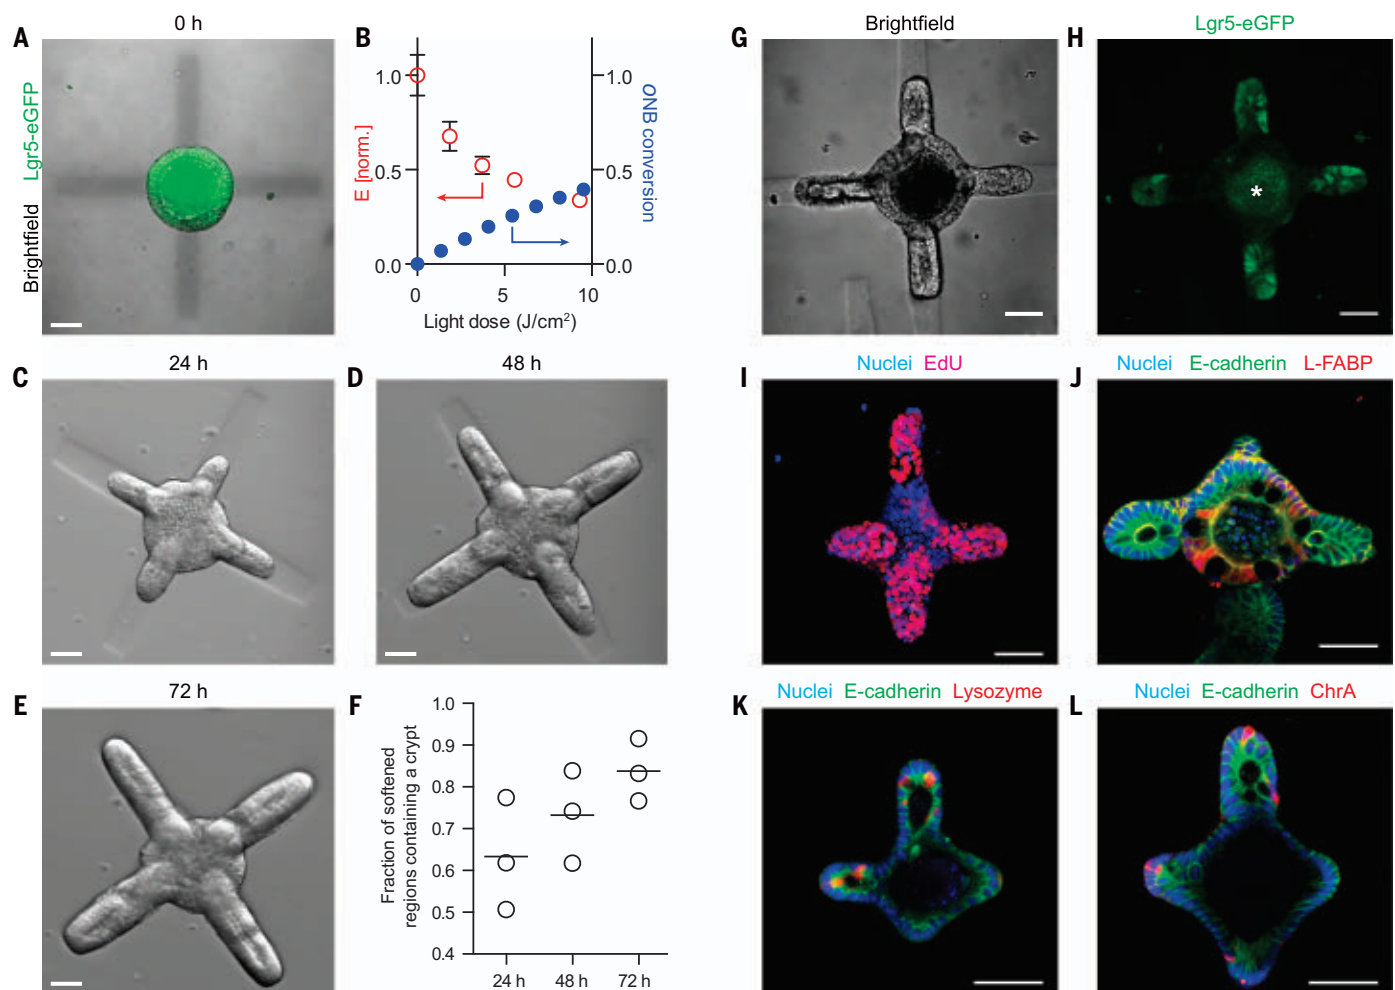 A
0 h
Brightfield Lgr5-eGFP
B
1.0
0.5
0.0
E [norm.]
1.0
0.5
0.0
oNB conversion
0
5
10
Light dose (J/cm²)
C
24 h
D
48 h
E
72 h
F
1.0
0.9
0.8
0.7
0.6
0.5
0.4
Fraction of softened
regions containing a crypt
24 h
48 h
72 h
G
Brightfield
H
Lgr5-eGFP
*
I
Nuclei EdU
J
Nuclei E-cadherin L-FABP
K
Nuclei E-cadherin Lysozyme
L
Nuclei E-cadherin ChrA